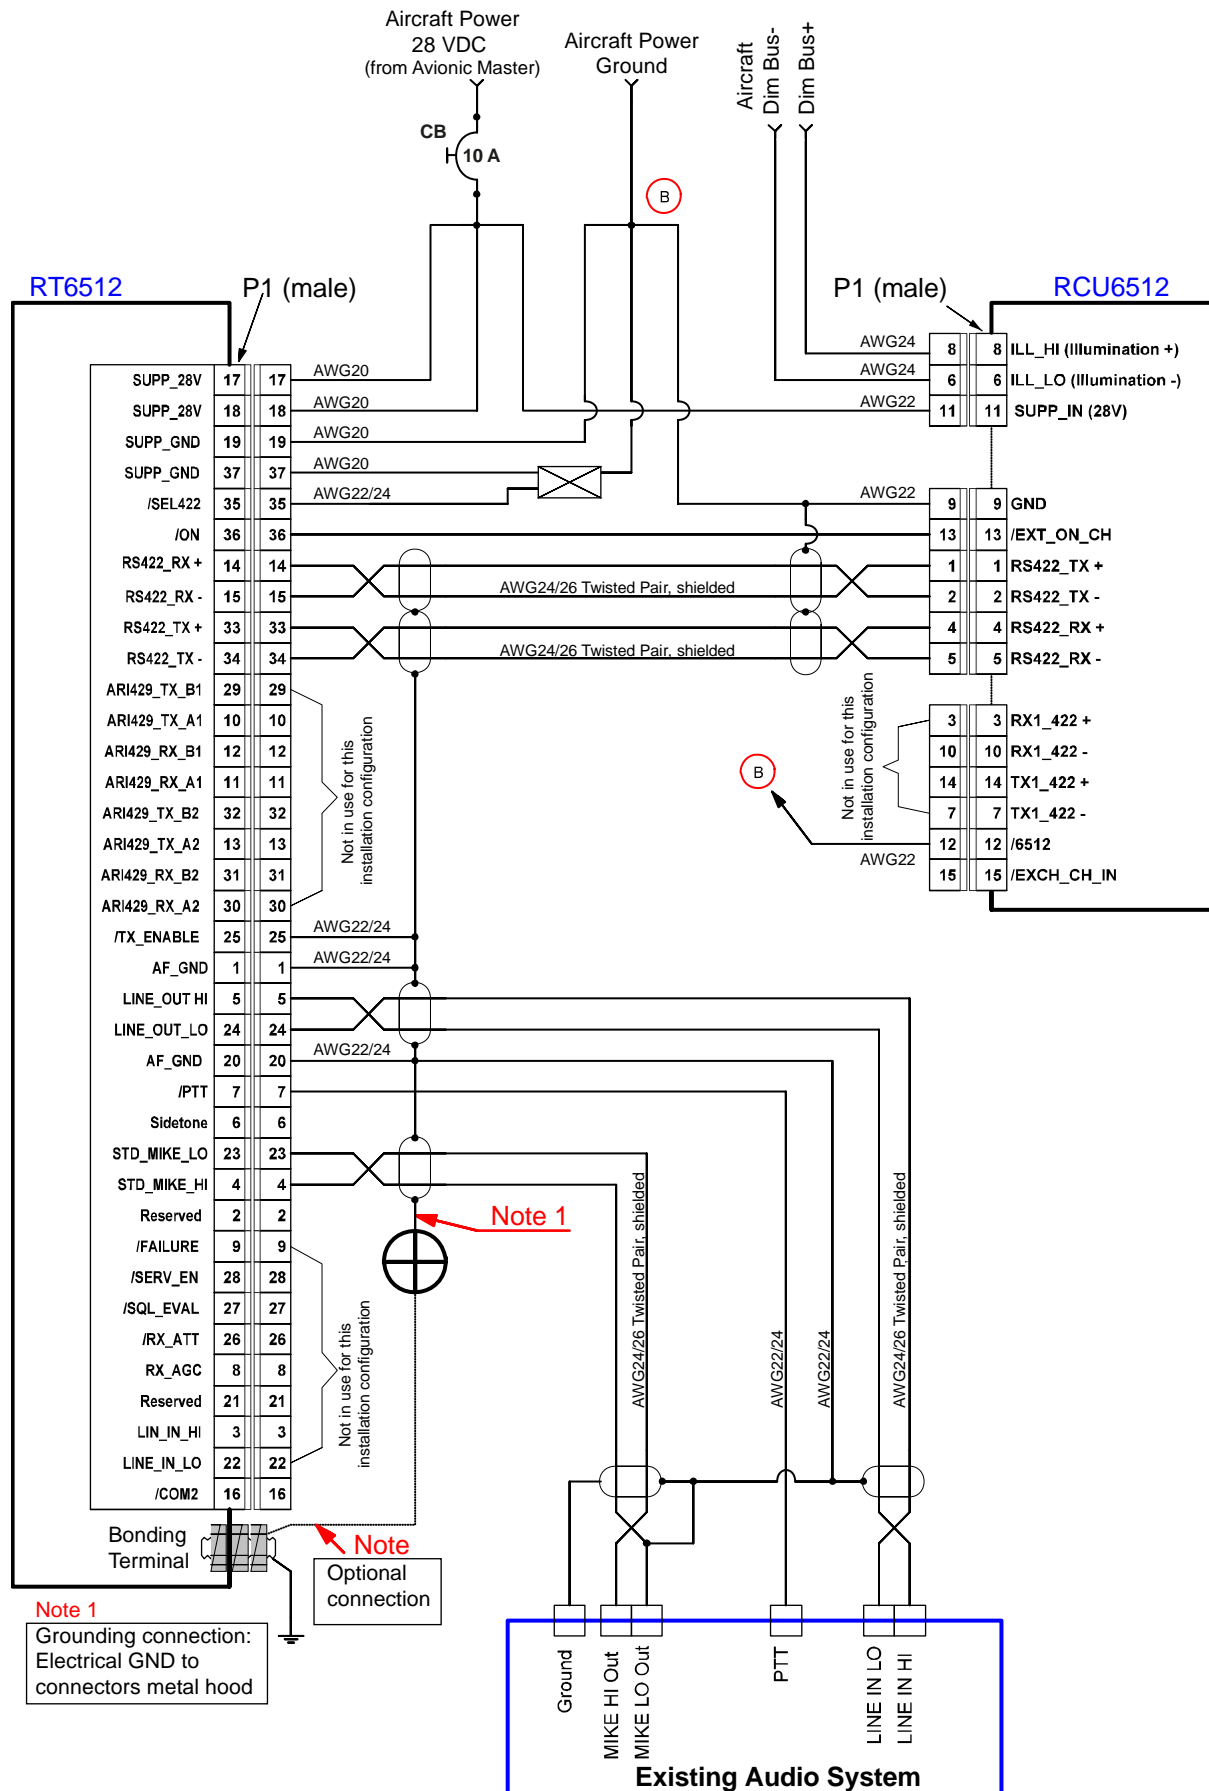 Aircraft Power
28 VDC
(from Avionic Master)
Aircraft Power
Ground
Aircraft
Dim Bus-
Dim Bus+
CB
10 A
B
RT6512
P1 (male)
P1 (male)
RCU6512
SUPP_28V 17 17 AWG20
SUPP_28V 18 18 AWG20
SUPP_GND 19 19 AWG20
SUPP_GND 37 37 AWG20
/SEL422 35 35 AWG22/24
/ON 36 36
RS422_RX + 14 14
RS422_RX - 15 15
AWG24/26 Twisted Pair, shielded
RS422_TX + 33 33
RS422_TX - 34 34
AWG24/26 Twisted Pair, shielded
ARI429_TX_B1 29 29
ARI429_TX_A1 10 10
ARI429_RX_B1 12 12
ARI429_RX_A1 11 11
ARI429_TX_B2 32 32
ARI429_TX_A2 13 13
ARI429_RX_B2 31 31
ARI429_RX_A2 30 30
Not in use for this
installation configuration
/TX_ENABLE 25 25 AWG22/24
AF_GND 1 1 AWG22/24
LINE_OUT HI 5 5
LINE_OUT_LO 24 24
AF_GND 20 20 AWG22/24
/PTT 7 7
Sidetone 6 6
STD_MIKE_LO 23 23
STD_MIKE_HI 4 4
Reserved 2 2
/FAILURE 9 9
/SERV_EN 28 28
/SQL_EVAL 27 27
/RX_ATT 26 26
RX_AGC 8 8
Reserved 21 21
LIN_IN_HI 3 3
LINE_IN_LO 22 22
/COM2 16 16
Not in use for this
installation configuration
AWG24 8 8 ILL_HI (Illumination +)
AWG24 6 6 ILL_LO (Illumination -)
AWG22 11 11 SUPP_IN (28V)
AWG22 9 9 GND
13 13 /EXT_ON_CH
1 1 RS422_TX +
2 2 RS422_TX -
4 4 RS422_RX +
5 5 RS422_RX -
3 3 RX1_422 +
10 10 RX1_422 -
14 14 TX1_422 +
7 7 TX1_422 -
12 12 /6512
AWG22
15 15 /EXCH_CH_IN
Not in use for this
installation configuration
B
Note 1
AWG24/26 Twisted Pair, shielded
AWG22/24
AWG22/24
AWG24/26 Twisted Pair, shielded
Bonding
Terminal
Note
Optional
connection
Note 1
Grounding connection:
Electrical GND to
connectors metal hood
Ground
MIKE HI Out
MIKE LO Out
PTT
LINE IN LO
LINE IN HI
Existing Audio System